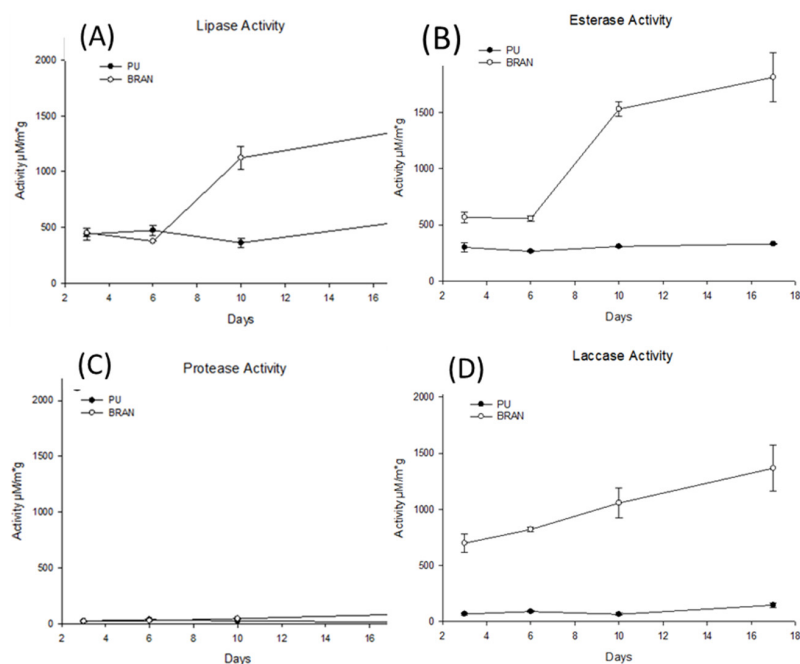 (A)
Lipase Activity
PU
BRAN
Activity µM/m*g
2000
1500
1000
500
0
2 4 6 8 10 12 14 16
Days
(B)
Esterase Activity
PU
BRAN
Activity µM/m*g
1500
1000
500
0
2 4 6 8 10 12 14 16 18
Days
(C)
Protease Activity
PU
BRAN
Activity µM/m*g
2000
1500
1000
500
0
2 4 6 8 10 12 14 16
Days
(D)
Laccase Activity
PU
BRAN
Activity µM/m*g
2000
1500
1000
500
0
2 4 6 8 10 12 14 16 18
Days